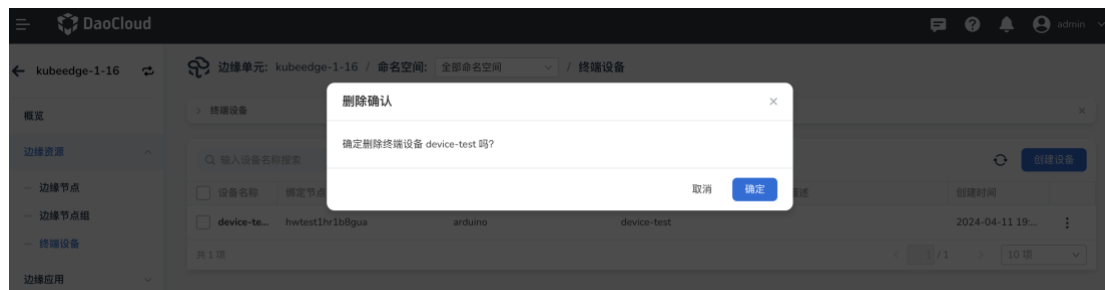 DaoCloud
admin
kubeedge-1-16
边缘单元: kubeedge-1-16 / 命名空间: 全部命名空间 / 终端设备
删除确认
确定删除终端设备 device-test 吗?
取消 确定
概览
终端设备
边缘资源
输入设备名称搜索
创建设备
边缘节点
设备名称 绑定节点 描述 创建时间
边缘节点组
device-te... hwtest1hr1b8gua arduino device-test 2024-04-11 19:...
终端设备
共 1 项
1 / 1
10 项
边缘应用